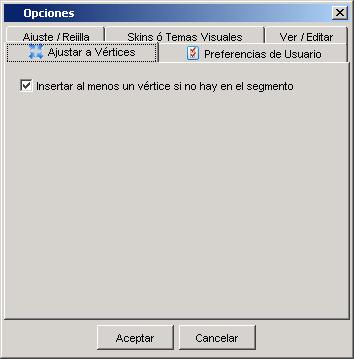 Opciones
Ajuste / Rejilla
Skins ó Temas Visuales
Ver / Editar
Ajustar a Vértices
Preferencias de Usuario
Insertar al menos un vértice si no hay en el segmento
Aceptar
Cancelar